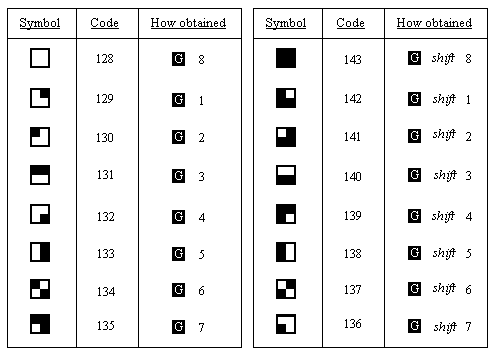 Symbol Code How obtained Symbol Code How obtained
128 G 8 143 G shift 8
129 G 1 142 G shift 1
130 G 2 141 G shift 2
131 G 3 140 G shift 3
132 G 4 139 G shift 4
133 G 5 138 G shift 5
134 G 6 137 G shift 6
135 G 7 136 G shift 7